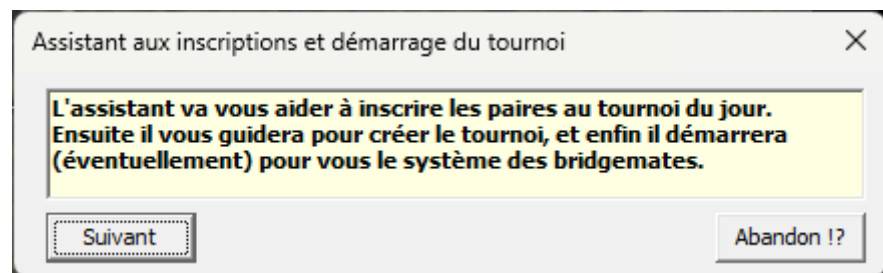 Assistant aux inscriptions et démarrage du tournoi
L'assistant va vous aider à inscrire les paires au tournoi du jour.
Ensuite il vous guidera pour créer le tournoi, et enfin il démarrera
(éventuellement) pour vous le système des bridgemates.
Suivant
Abandon !?